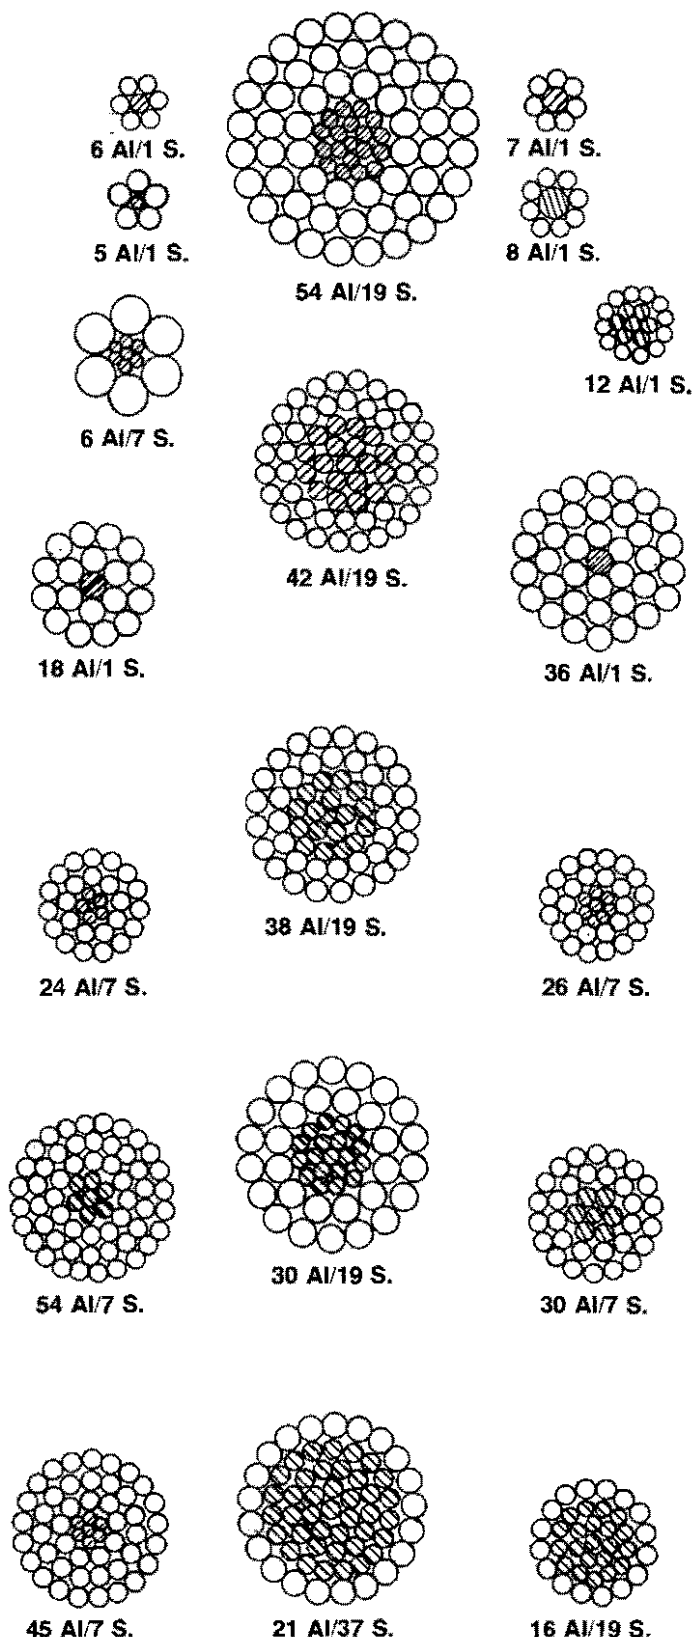 6 Al/1 S.
7 Al/1 S.
5 Al/1 S.
8 Al/1 S.
54 Al/19 S.
12 Al/1 S.
6 Al/7 S.
42 Al/19 S.
18 Al/1 S.
36 Al/1 S.
38 Al/19 S.
24 Al/7 S.
26 Al/7 S.
30 Al/19 S.
54 Al/7 S.
30 Al/7 S.
45 Al/7 S.
21 Al/37 S.
16 Al/19 S.